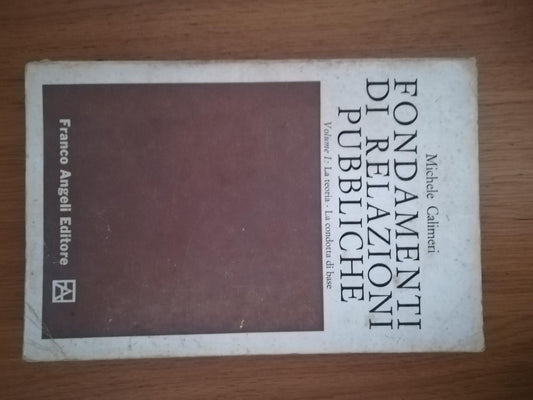 Michele Calimeri
FONDAMENTI
DI RELAZIONI
PUBBLICHE
Volume I: La teoria - La condotta di base
Franco Angeli Editore